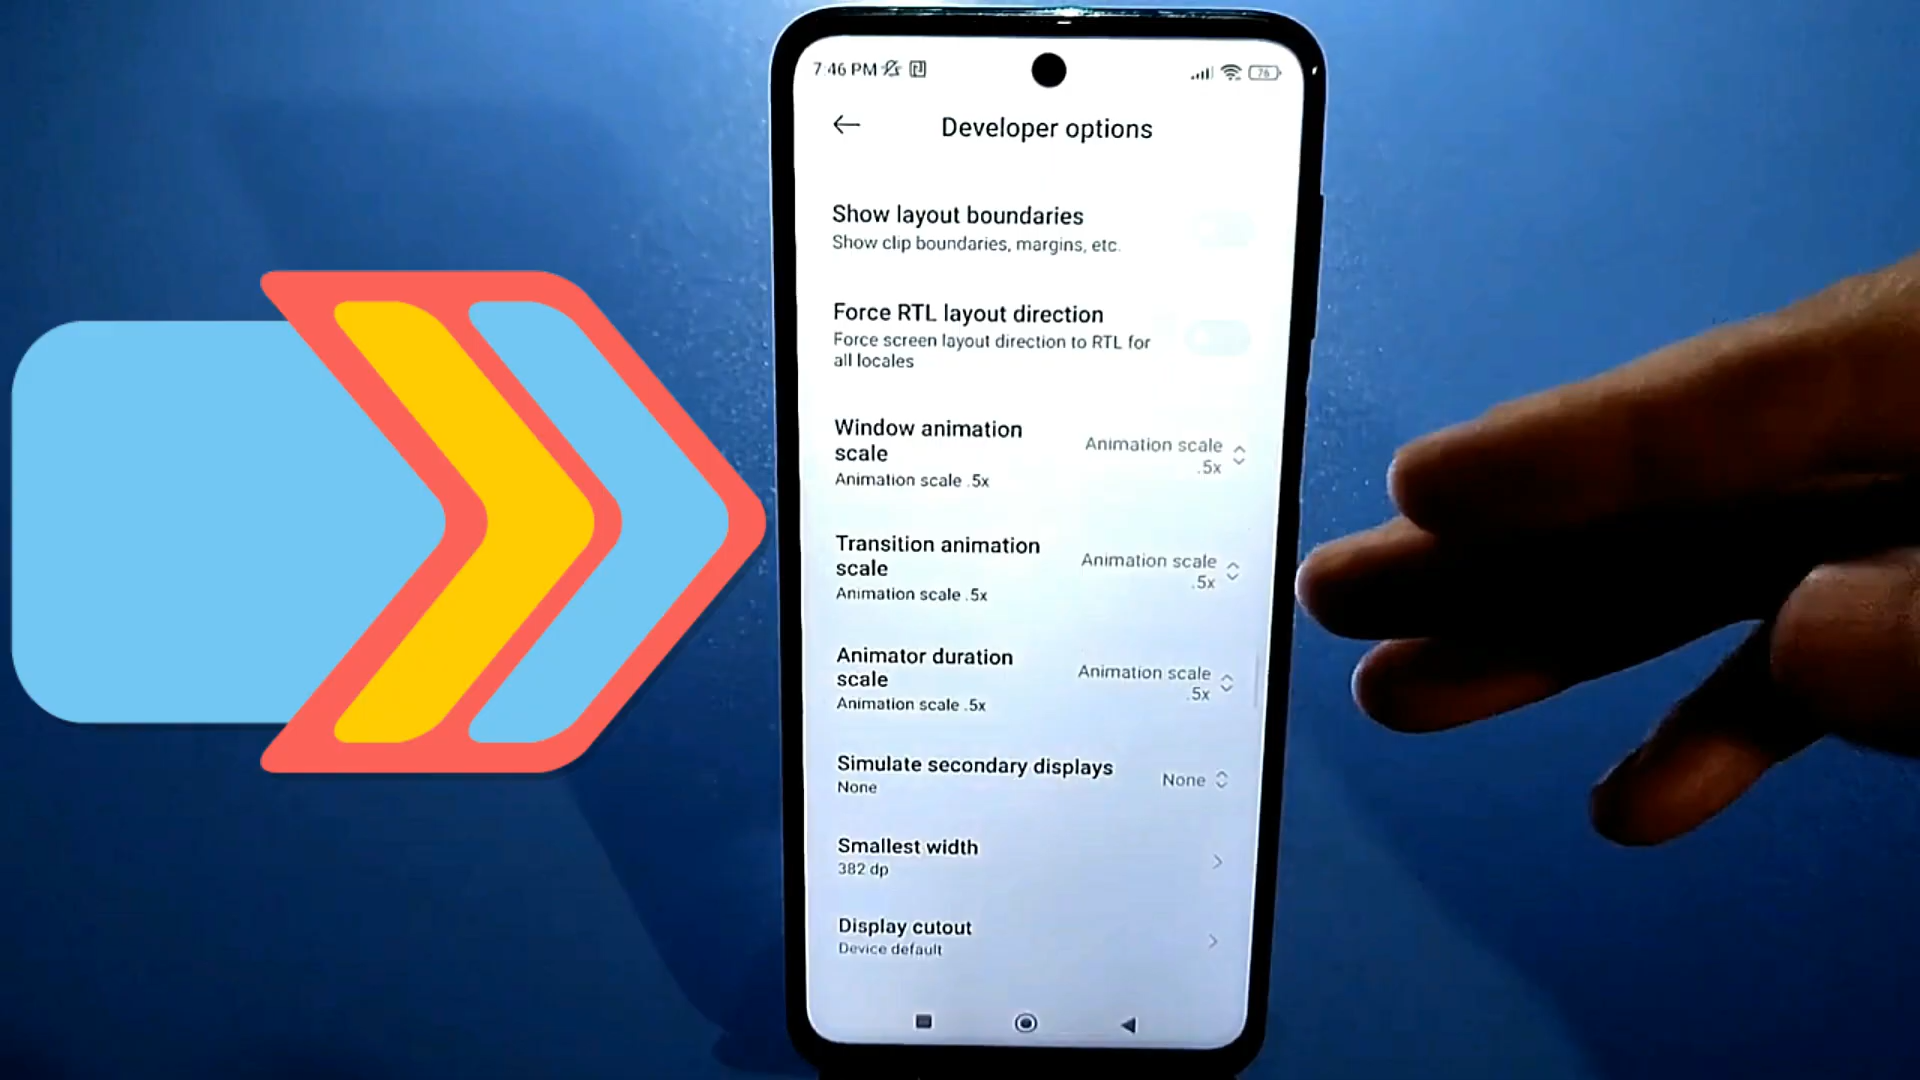 7:46 PM
76
Developer options
Show layout boundaries
Show clip boundaries, margins, etc.
Force RTL layout direction
Force screen layout direction to RTL for
all locales
Window animation
scale
Animation scale .5x
Animation scale
.5x
Transition animation
scale
Animation scale .5x
Animation scale
.5x
Animator duration
scale
Animation scale .5x
Animation scale
.5x
Simulate secondary displays
None
None
Smallest width
382 dp
Display cutout
Device default